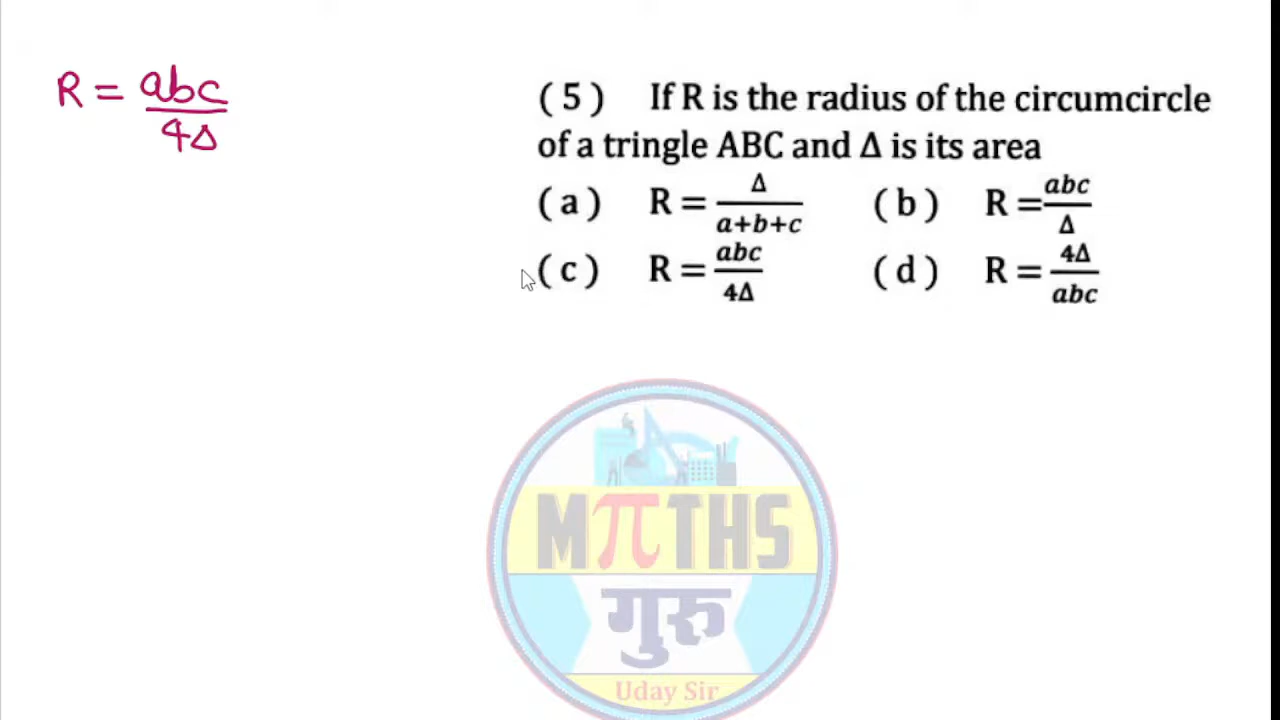 R = abc/4Δ
( 5 ) If R is the radius of the circumcircle
of a tringle ABC and Δ is its area
( a ) R = Δ/a+b+c ( b ) R = abc/Δ
( c ) R = abc/4Δ ( d ) R = 4Δ/abc
MπTHS
गुरु
Uday Sir